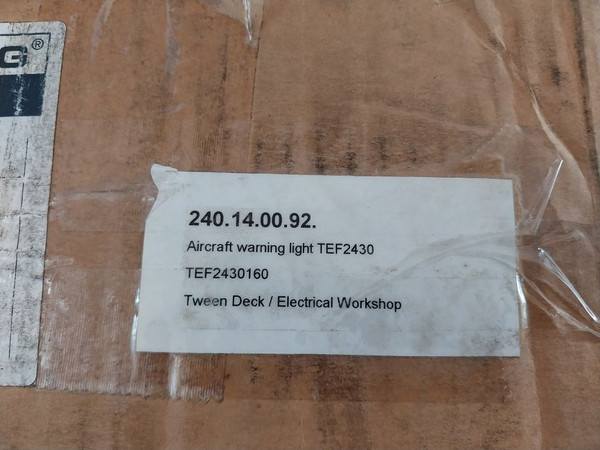 G®
240.14.00.92.
Aircraft warning light TEF2430
TEF2430160
Tween Deck / Electrical Workshop